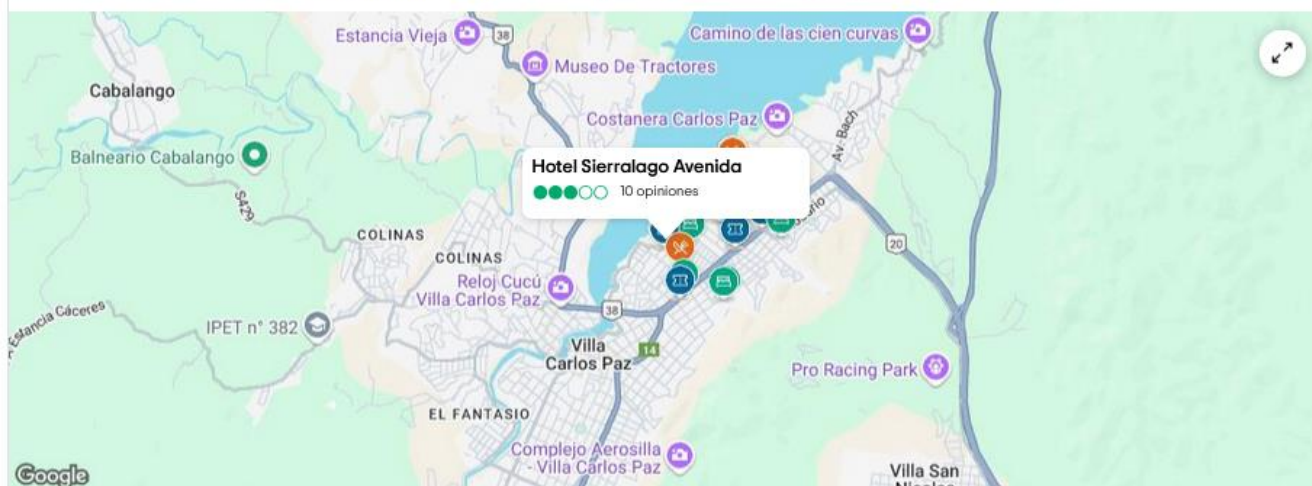 Estancia Vieja
38
Camino de las cien curvas
Museo De Tractores
Cabalango
Costanera Carlos Paz
Av. Bach
Balneario Cabalango
Hotel Sierralago Avenida
10 opiniones
S429
COLINAS
20
COLINAS
Reloj Cucú
Villa Carlos Paz
Estancia Cáceres
IPET n° 382
38
Villa
Carlos Paz
14
Pro Racing Park
EL FANTASIO
Complejo Aerosilla
- Villa Carlos Paz
Villa San
Google